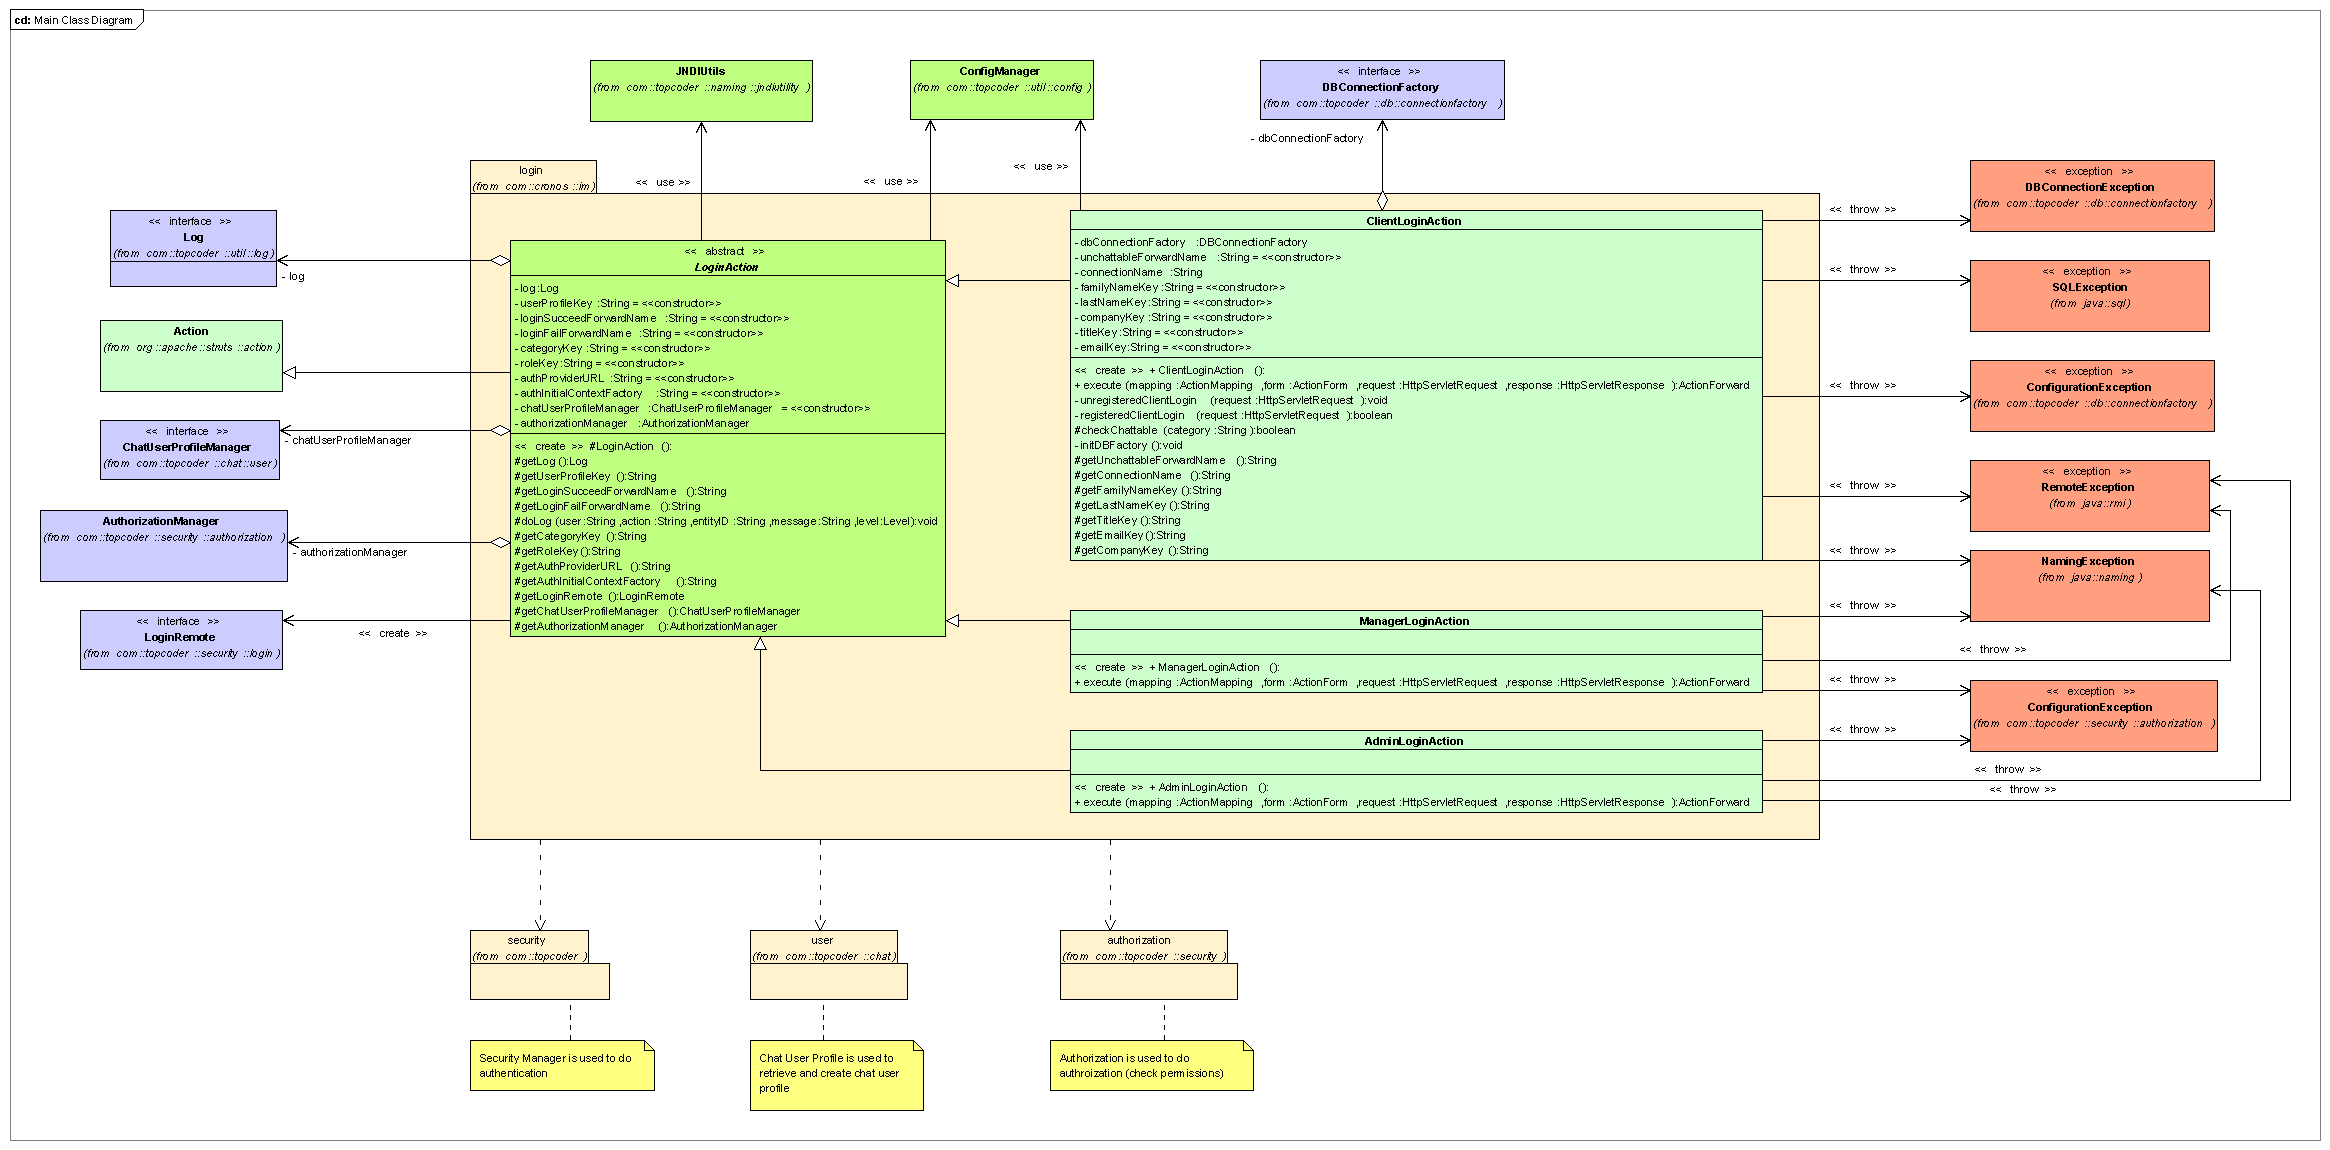 cd: Main Class Diagram
JNDIUtils
(from com::topcoder::naming::jndiutility)
ConfigManager
(from com::topcoder::util::config)
<< interface >>
DBConnectionFactory
(from com::topcoder::db::connectionfactory)
- dbConnectionFactory
<< use >>
<< use >>
<< use >>
login
(from com::cronos::im)
<< interface >>
Log
(from com::topcoder::util::log)
- log
Action
(from org::apache::struts::action)
<< interface >>
ChatUserProfileManager
(from com::topcoder::chat::user)
- chatUserProfileManager
AuthorizationManager
(from com::topcoder::security::authorization)
- authorizationManager
<< interface >>
LoginRemote
(from com::topcoder::security::login)
<< create >>
<< abstract >>
LoginAction
- log:Log
- userProfileKey:String = <<constructor>>
- loginSucceedForwardName:String = <<constructor>>
- loginFailForwardName:String = <<constructor>>
- categoryKey:String = <<constructor>>
- roleKey:String = <<constructor>>
- authProviderURL:String = <<constructor>>
- authInitialContextFactory:String = <<constructor>>
- chatUserProfileManager:ChatUserProfileManager = <<constructor>>
- authorizationManager:AuthorizationManager
<< create >> #LoginAction():
#getLog():Log
#getUserProfileKey():String
#getLoginSucceedForwardName():String
#getLoginFailForwardName():String
#doLog(user:String,action:String,entityID:String,message:String,level:Level):void
#getCategoryKey():String
#getRoleKey():String
#getAuthProviderURL():String
#getAuthInitialContextFactory():String
#getLoginRemote():LoginRemote
#getChatUserProfileManager():ChatUserProfileManager
#getAuthorizationManager():AuthorizationManager
ClientLoginAction
- dbConnectionFactory:DBConnectionFactory
- unchattableForwardName:String = <<constructor>>
- connectionName:String
- familyNameKey:String = <<constructor>>
- lastNameKey:String = <<constructor>>
- companyKey:String = <<constructor>>
- titleKey:String = <<constructor>>
- emailKey:String = <<constructor>>
<< create >> + ClientLoginAction():
+ execute(mapping:ActionMapping,form:ActionForm,request:HttpServletRequest,response:HttpServletResponse):ActionForward
- unregisteredClientLogin(request:HttpServletRequest):void
- registeredClientLogin(request:HttpServletRequest):boolean
#checkChattable(category:String):boolean
- initDBFactory():void
#getUnchattableForwardName():String
#getConnectionName():String
#getFamilyNameKey():String
#getLastNameKey():String
#getTitleKey():String
#getEmailKey():String
#getCompanyKey():String
ManagerLoginAction
<< create >> + ManagerLoginAction():
+ execute(mapping:ActionMapping,form:ActionForm,request:HttpServletRequest,response:HttpServletResponse):ActionForward
AdminLoginAction
<< create >> + AdminLoginAction():
+ execute(mapping:ActionMapping,form:ActionForm,request:HttpServletRequest,response:HttpServletResponse):ActionForward
<< throw >>
<< throw >>
<< throw >>
<< throw >>
<< throw >>
<< throw >>
<< throw >>
<< throw >>
<< throw >>
<< throw >>
<< throw >>
<< exception >>
DBConnectionException
(from com::topcoder::db::connectionfactory)
<< exception >>
SQLException
(from java::sql)
<< exception >>
ConfigurationException
(from com::topcoder::db::connectionfactory)
<< exception >>
RemoteException
(from java::rmi)
NamingException
(from java::naming)
<< exception >>
ConfigurationException
(from com::topcoder::security::authorization)
security
(from com::topcoder)
user
(from com::topcoder::chat)
authorization
(from com::topcoder::security)
Security Manager is used to do
authentication
Chat User Profile is used to
retrieve and create chat user
profile
Authorization is used to do
authroization (check permissions)